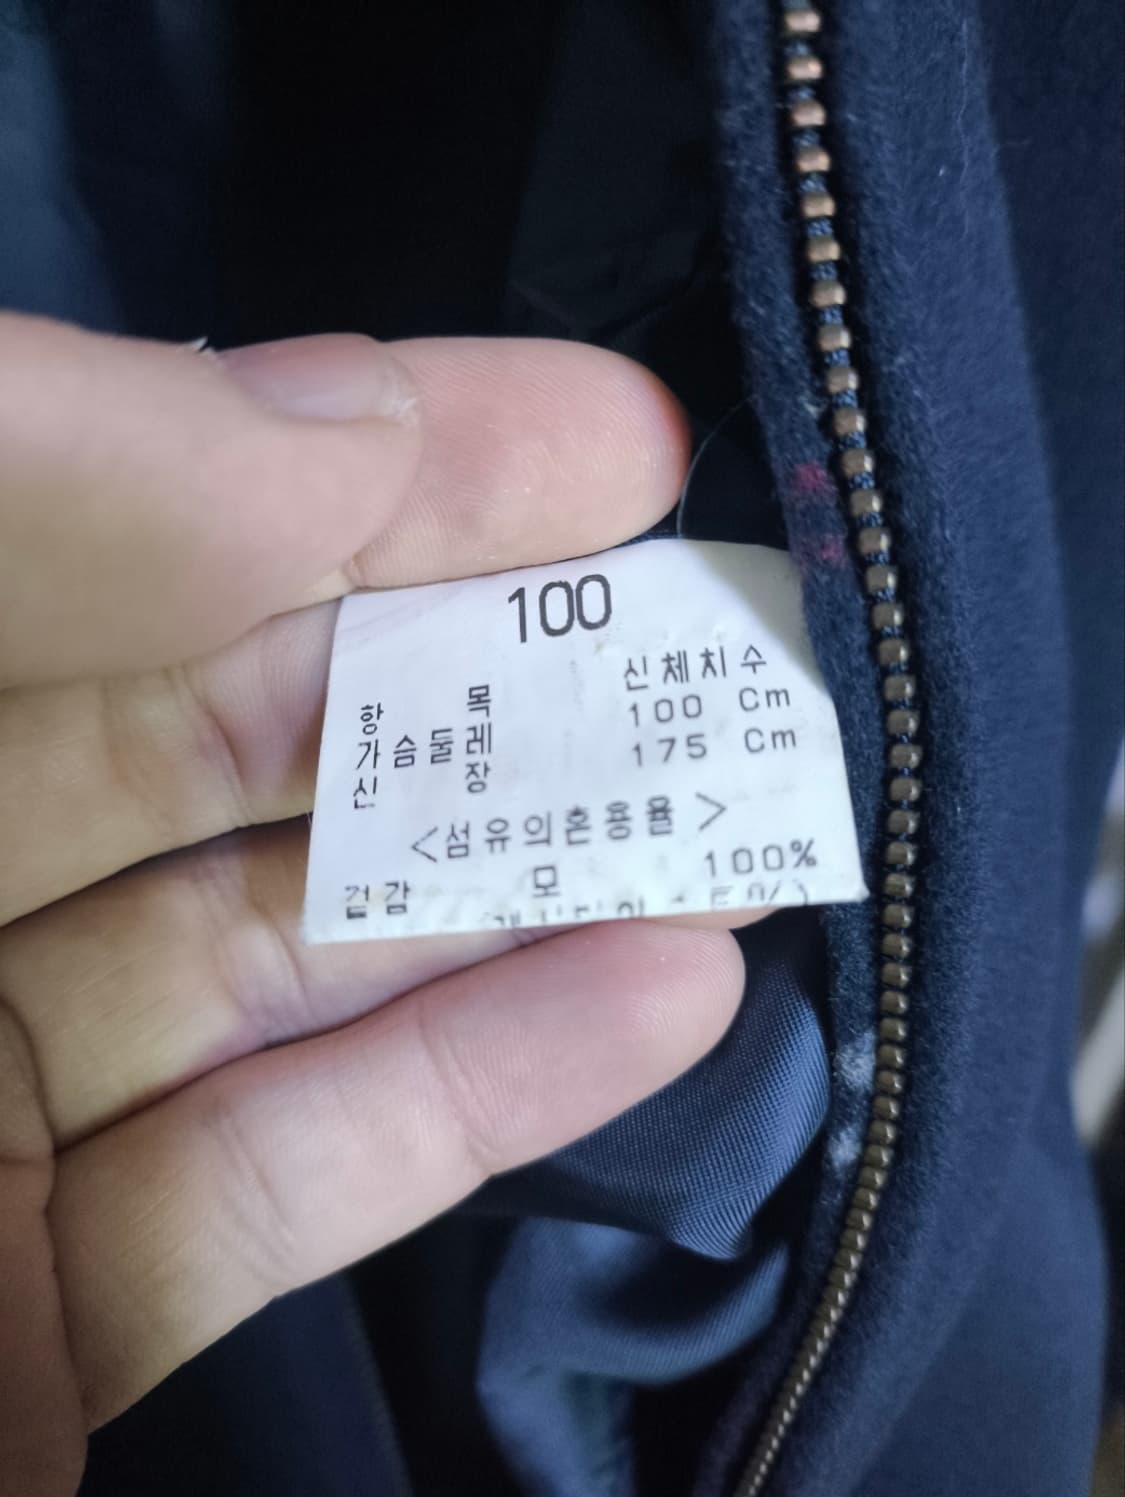 100
항 목 신체치수
가슴둘레 100 Cm
신 장 175 Cm
<섬유의혼용율>
겉감 모 100%